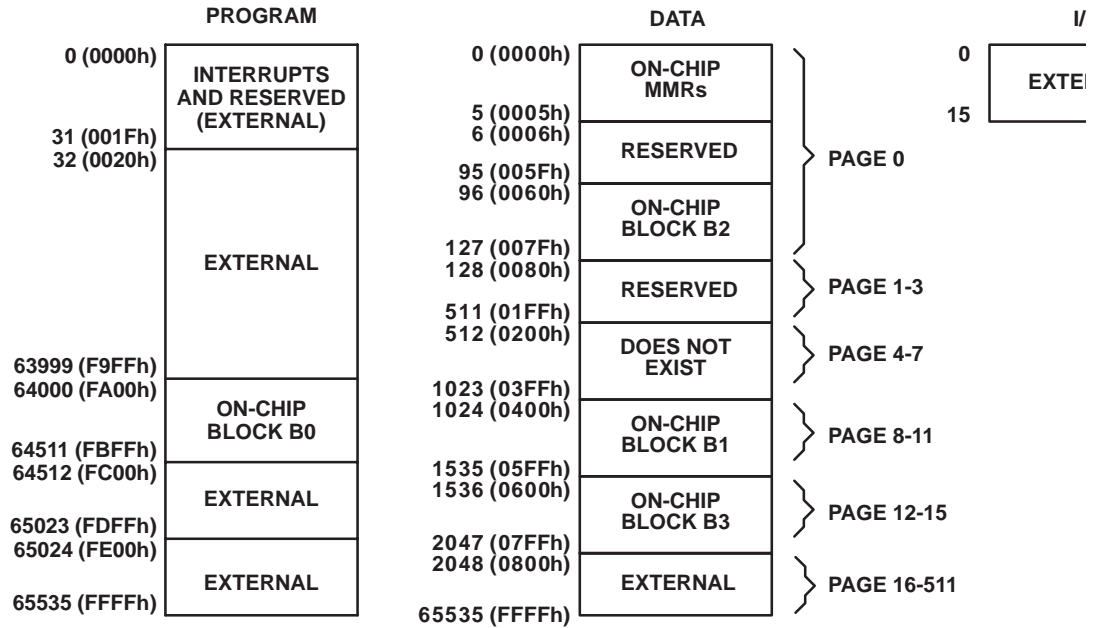 PROGRAM
0 (0000h)
INTERRUPTS
AND RESERVED
(EXTERNAL)
31 (001Fh)
32 (0020h)
EXTERNAL
63999 (F9FFh)
64000 (FA00h)
ON-CHIP
BLOCK B0
64511 (FBFFh)
64512 (FC00h)
EXTERNAL
65023 (FDFFh)
65024 (FE00h)
EXTERNAL
65535 (FFFFh)
DATA
0 (0000h)
ON-CHIP
MMRs
5 (0005h)
6 (0006h)
RESERVED
95 (005Fh)
96 (0060h)
ON-CHIP
BLOCK B2
127 (007Fh)
128 (0080h)
RESERVED
511 (01FFh)
512 (0200h)
DOES NOT
EXIST
1023 (03FFh)
1024 (0400h)
ON-CHIP
BLOCK B1
1535 (05FFh)
1536 (0600h)
ON-CHIP
BLOCK B3
2047 (07FFh)
2048 (0800h)
EXTERNAL
65535 (FFFFh)
PAGE 0
PAGE 1-3
PAGE 4-7
PAGE 8-11
PAGE 12-15
PAGE 16-511
I/
0
15